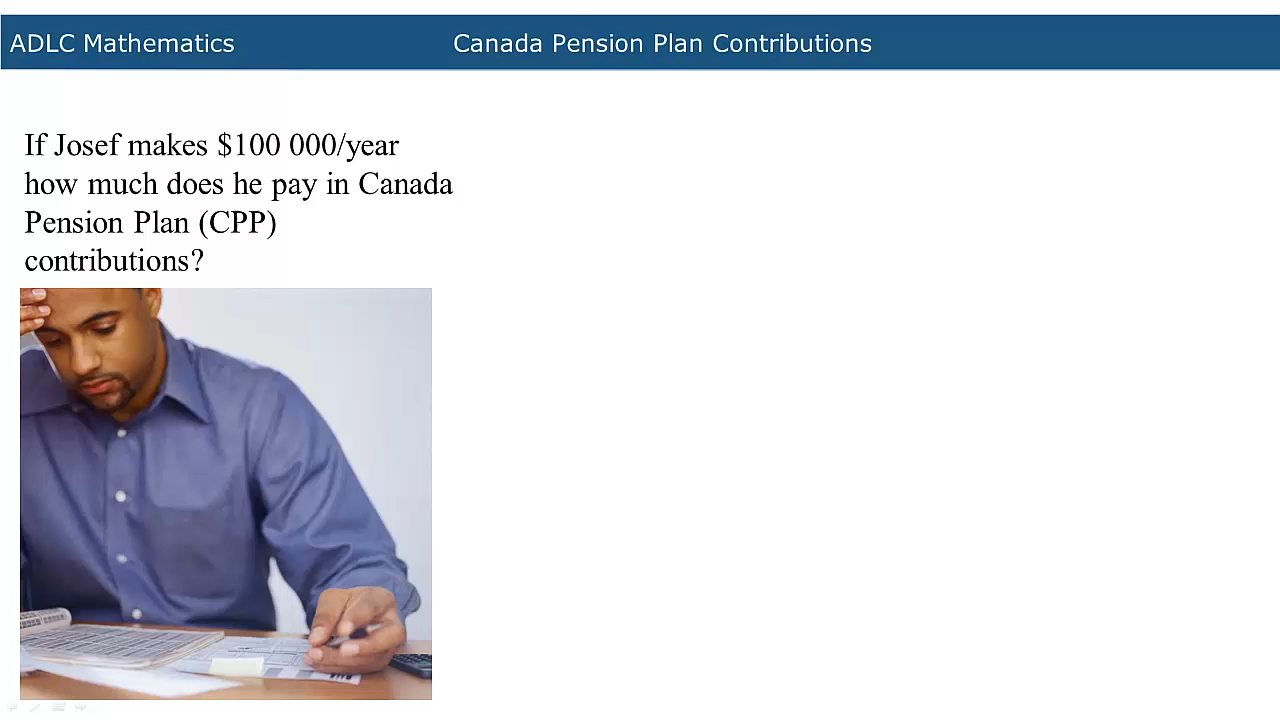 ADLC Mathematics
Canada Pension Plan Contributions
If Josef makes $100 000/year
how much does he pay in Canada
Pension Plan (CPP)
contributions?